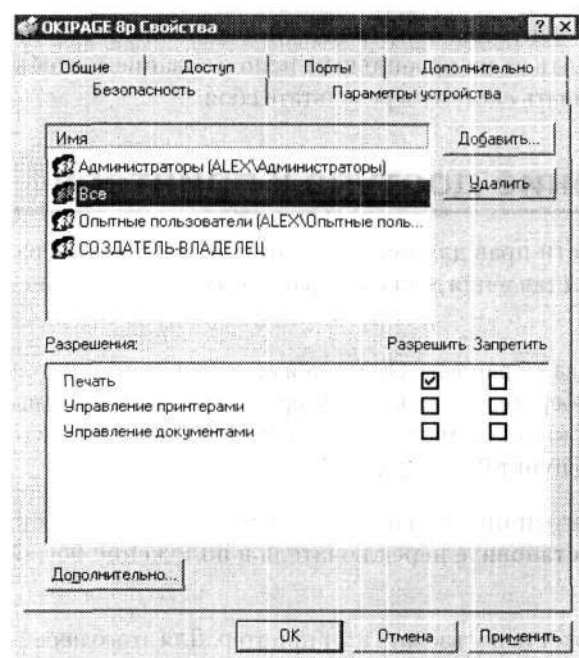 OKIPAGE 8p Свойства
Общие Доступ Порты Дополнительно
Безопасность Параметры устройства
Имя
Добавить...
Администраторы (ALEX\Администраторы)
Все
Удалить
Опытные пользователи (ALEX\Опытные поль...
СОЗДАТЕЛЬ-ВЛАДЕЛЕЦ
Разрешения: Разрешить Запретить
Печать
Управление принтерами
Управление документами
Дополнительно...
OK Отмена Применить